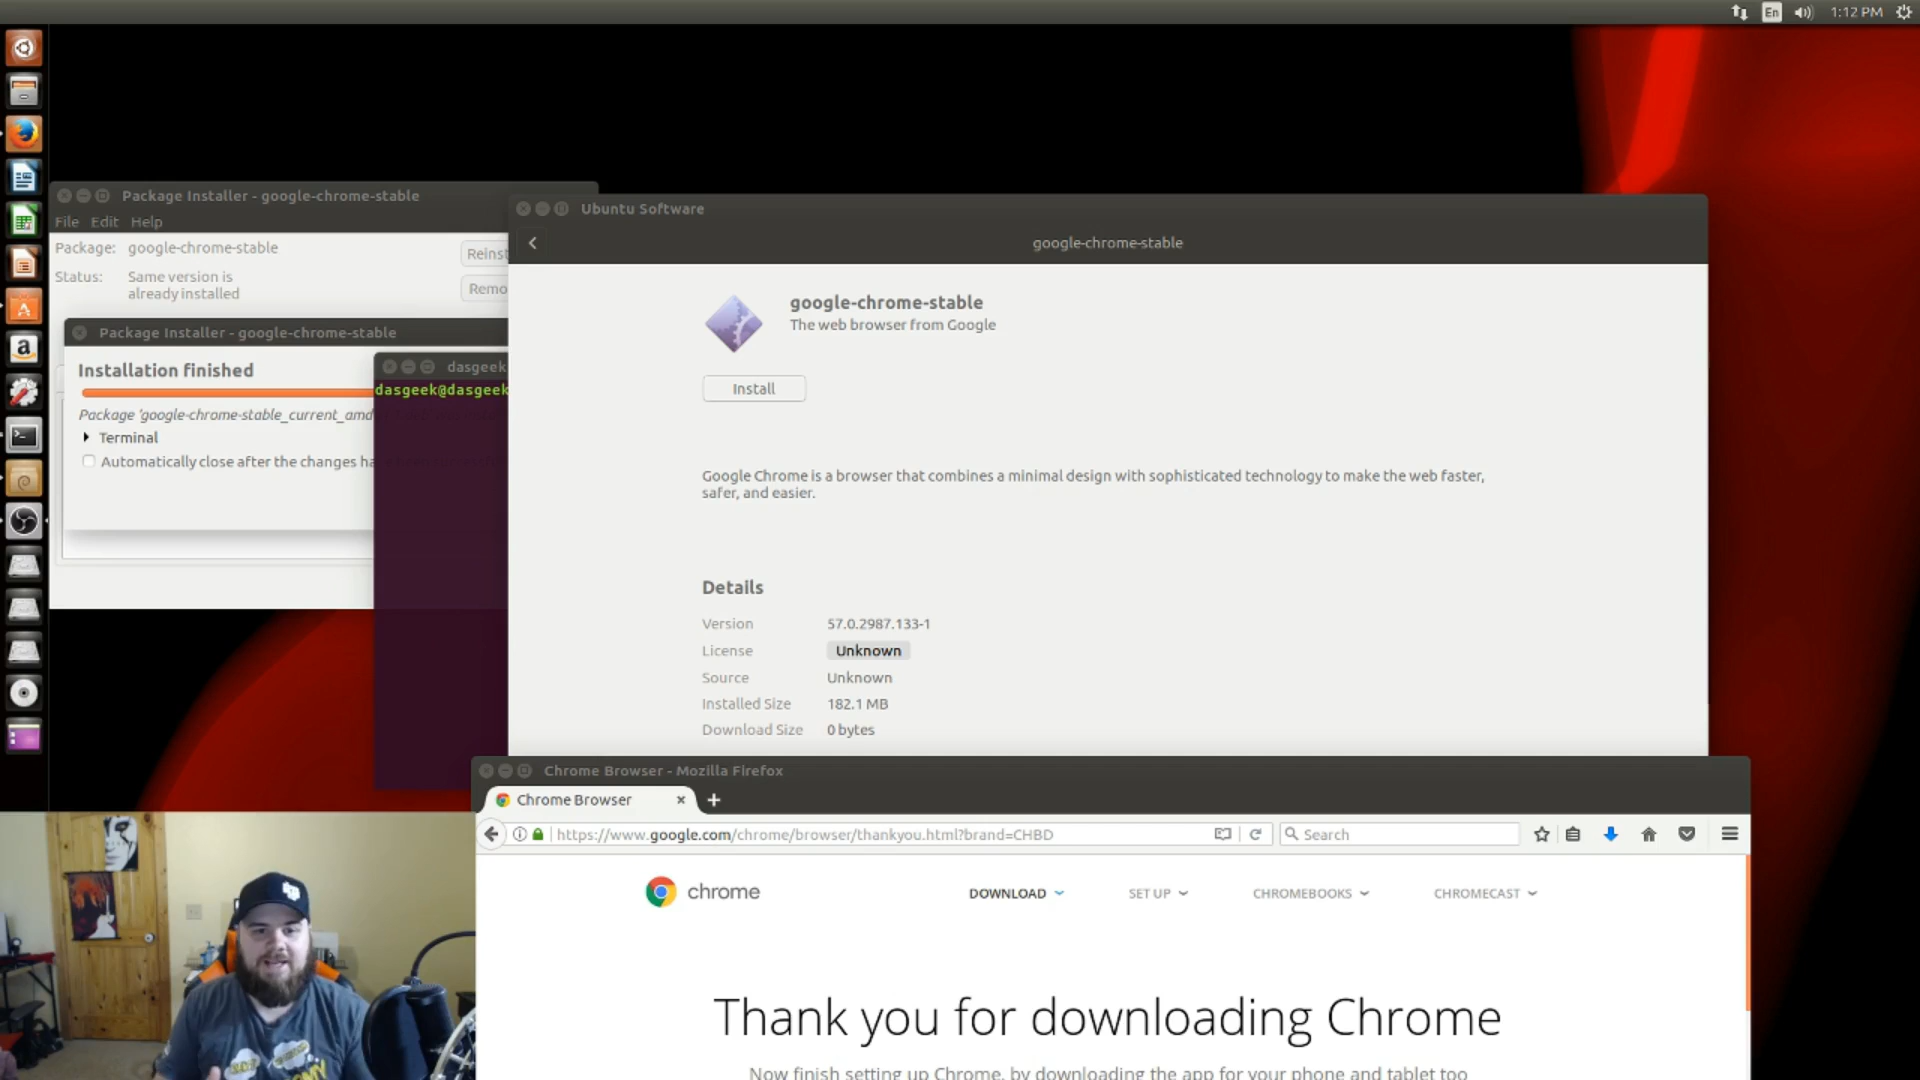 En
1:12 PM
Package Installer - google-chrome-stable
File Edit Help
Package: google-chrome-stable
Status: Same version is
already installed
Reinst
Remo
Package Installer - google-chrome-stable
Installation finished
Package 'google-chrome-stable_current_amd
Terminal
Automatically close after the changes ha
dasgeek
dasgeek@dasgeek
Ubuntu Software
google-chrome-stable
google-chrome-stable
The web browser from Google
Install
Google Chrome is a browser that combines a minimal design with sophisticated technology to make the web faster,
safer, and easier.
Details
Version 57.0.2987.133-1
License Unknown
Source Unknown
Installed Size 182.1 MB
Download Size 0 bytes
Chrome Browser - Mozilla Firefox
Chrome Browser
https://www.google.com/chrome/browser/thankyou.html?brand=CHBD
Search
chrome
DOWNLOAD SET UP CHROMEBOOKS CHROMECAST
Thank you for downloading Chrome
Now finish setting up Chrome, by downloading the app for your phone and tablet too